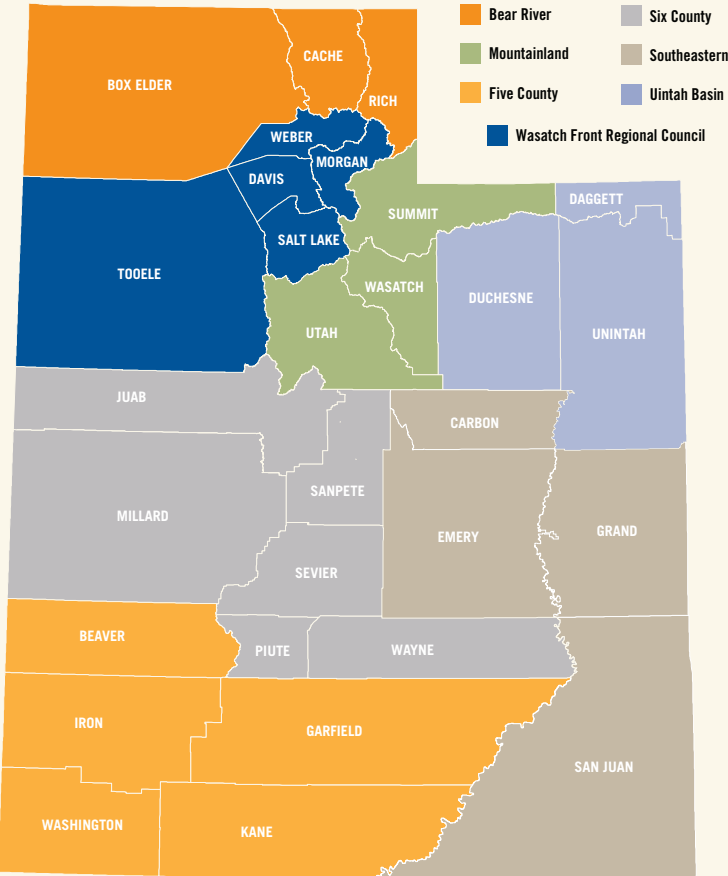 Bear River
Six County
Mountainland
Southeastern
Five County
Uintah Basin
Wasatch Front Regional Council
BOX ELDER
CACHE
RICH
WEBER
MORGAN
DAVIS
SUMMIT
DAGGETT
SALT LAKE
TOOELE
WASATCH
DUCHESNE
UTAH
UNINTAH
JUAB
CARBON
SANPETE
MILLARD
EMERY
GRAND
SEVIER
BEAVER
PIUTE
WAYNE
IRON
GARFIELD
SAN JUAN
WASHINGTON
KANE